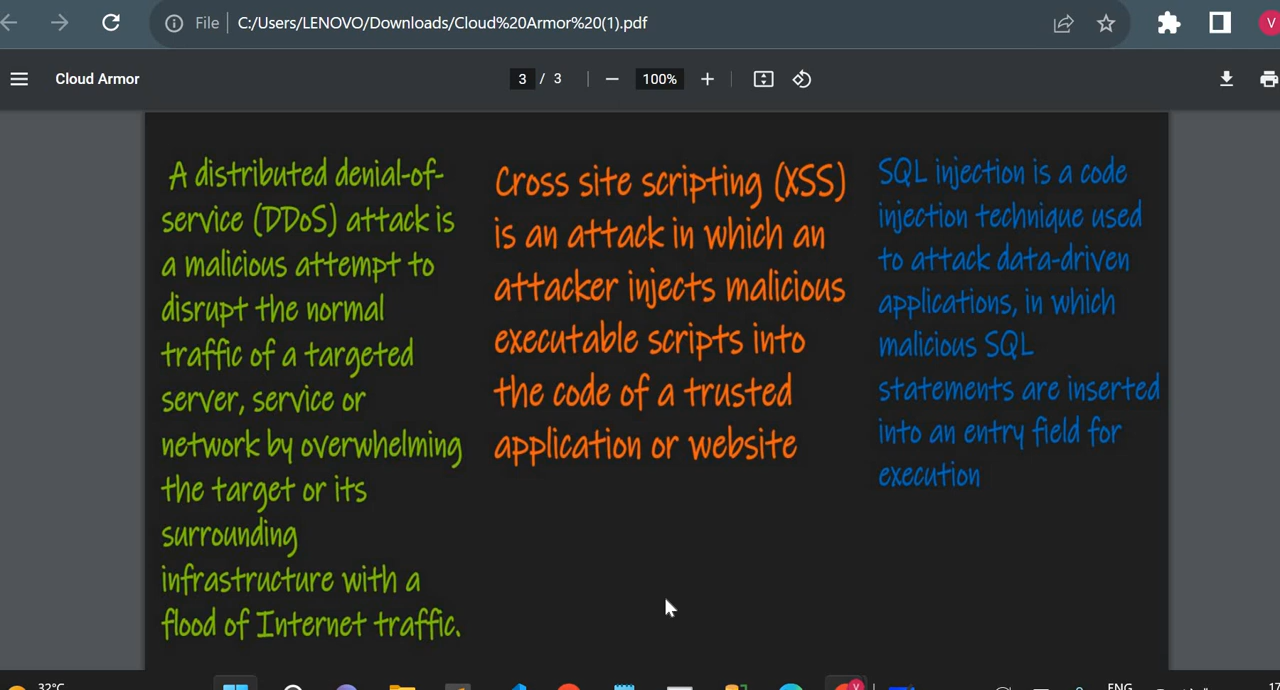 File
C:/Users/LENOVO/Downloads/Cloud%20Armor%20(1).pdf
V
Cloud Armor
3 / 3
100%
A distributed denial-of-
service (DDoS) attack is
a malicious attempt to
disrupt the normal
traffic of a targeted
server, service or
network by overwhelming
the target or its
surrounding
infrastructure with a
flood of Internet traffic.
Cross site scripting (XSS)
is an attack in which an
attacker injects malicious
executable scripts into
the code of a trusted
application or website
SQL injection is a code
injection technique used
to attack data-driven
applications, in which
malicious SQL
statements are inserted
into an entry field for
execution
32°C
V
ENG